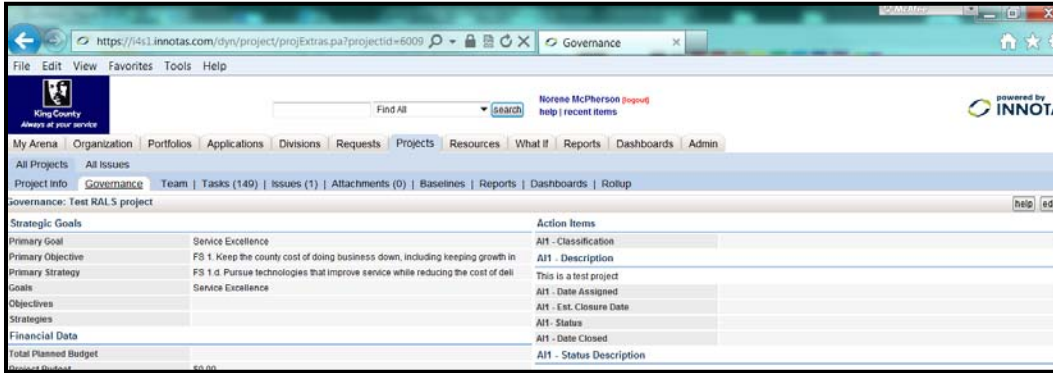 McAfee
https://i4s1.innotas.com/dyn/project/projExtras.pa?projectid=6009
Governance
File Edit View Favorites Tools Help
King County
Always at your service
Find All
search
Norene McPherson [logout]
help | recent items
powered by
INNOTA
My Arena Organization Portfolios Applications Divisions Requests Projects Resources What If Reports Dashboards Admin
All Projects All Issues
Project Info Governance Team | Tasks (149) | Issues (1) | Attachments (0) | Baselines | Reports | Dashboards | Rollup
Governance: Test RALS project
help ed
Strategic Goals
Primary Goal Service Excellence
Primary Objective FS 1. Keep the county cost of doing business down, including keeping growth in
Primary Strategy FS 1.d. Pursue technologies that improve service while reducing the cost of deli
Goals Service Excellence
Objectives
Strategies
Financial Data
Total Planned Budget
Project Budget $0.00
Action Items
AI1 - Classification
AI1 - Description
This is a test project
AI1 - Date Assigned
AI1 - Est. Closure Date
AI1- Status
AI1 - Date Closed
AI1 - Status Description